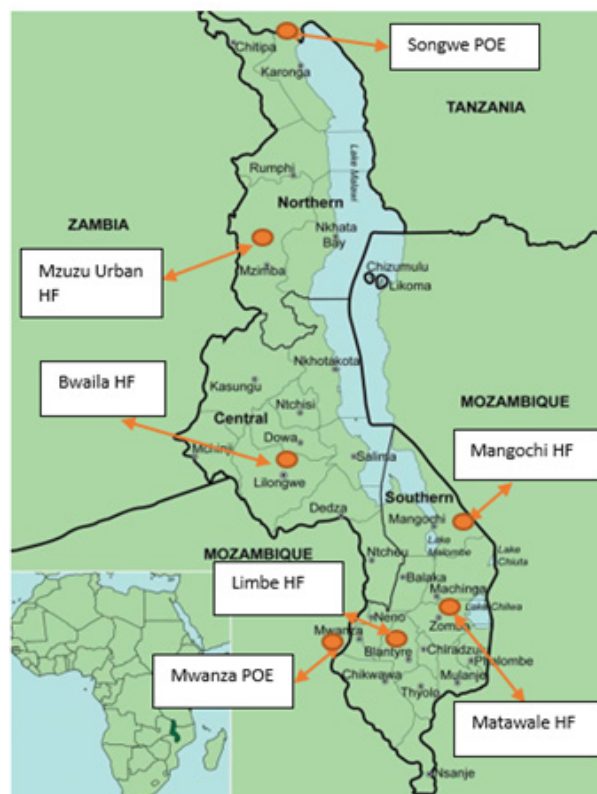 Songwe POE
Chitipa
Karonga
TANZANIA
Lake Malawi
Rumphi
Northern
ZAMBIA
Nkhata
Bay
Mzuzu Urban
HF
Mzimba
Chizumulu
Likoma
Nkhotakota
Bwaila HF
Kasungu
Ntchisi
MOZAMBIQUE
Central
Dowa
Mchinji
Salima
Mangochi HF
Lilongwe
Southern
Dedza
Mangochi
MOZAMBIQUE
Lake
Malombe
Lake
Chiuta
Ntcheu
Limbe HF
Balaka
Machinga
Lake Chilwa
Neno
Zomba
Mwanza
Blantyre
Chiradzul
Phalombe
Mwanza POE
Chikwawa
Mulanje
Thyolo
Matawale HF
Nsanje